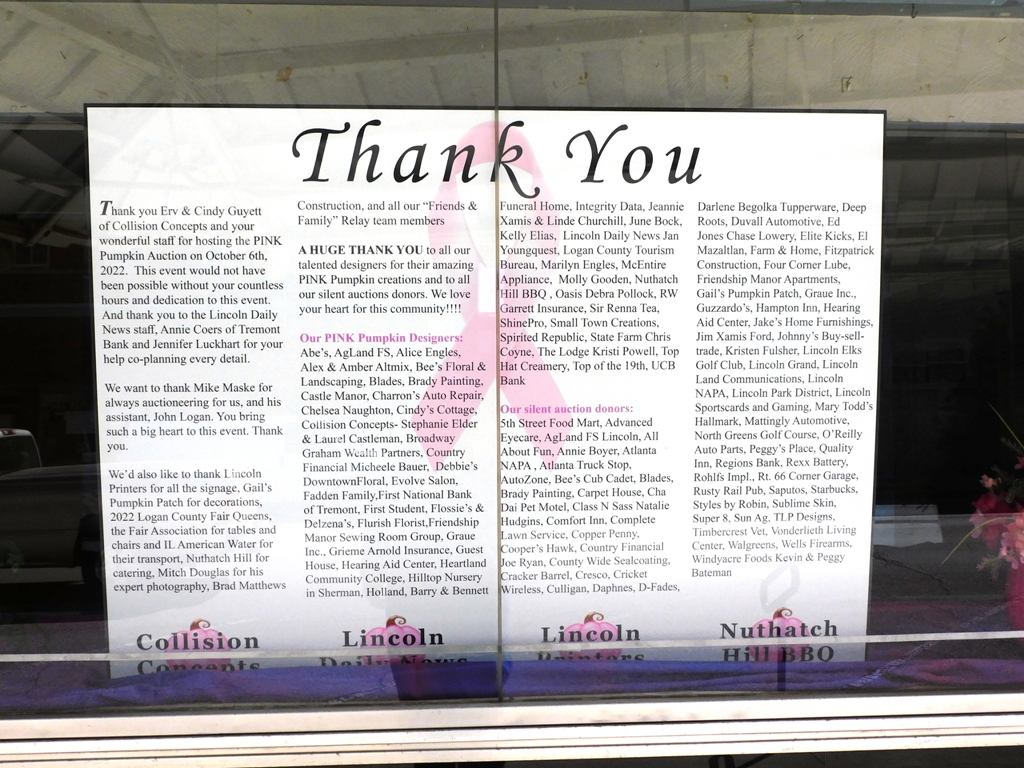 Thank You
Thank you Erv & Cindy Guyett
of Collision Concepts and your
wonderful staff for hosting the PINK
Pumpkin Auction on October 6th,
2022. This event would not have
been possible without your countless
hours and dedication to this event.
And thank you to the Lincoln Daily
News staff, Annie Coers of Tremont
Bank and Jennifer Luckhart for your
help co-planning every detail.
We want to thank Mike Maske for
always auctioneering for us, and his
assistant, John Logan. You bring
such a big heart to this event. Thank
you.
We'd also like to thank Lincoln
Printers for all the signage, Gail's
Pumpkin Patch for decorations,
2022 Logan County Fair Queens,
the Fair Association for tables and
chairs and IL American Water for
their transport, Nuthatch Hill for
catering, Mitch Douglas for his
expert photography, Brad Matthews
Construction, and all our "Friends &
Family" Relay team members
A HUGE THANK YOU to all our
talented designers for their amazing
PINK Pumpkin creations and to all
our silent auctions donors. We love
your heart for this community!!!!
Our PINK Pumpkin Designers:
Abe's, AgLand FS, Alice Engles,
Alex & Amber Altmix, Bee's Floral &
Landscaping, Blades, Brady Painting,
Castle Manor, Charron's Auto Repair,
Chelsea Naughton, Cindy's Cottage,
Collision Concepts- Stephanie Elder
& Laurel Castleman, Broadway
Graham Wealth Partners, Country
Financial Micheele Bauer, Debbie's
DowntownFloral, Evolve Salon,
Fadden Family,First National Bank
of Tremont, First Student, Flossie's &
Delzena's, Flurish Florist,Friendship
Manor Sewing Room Group, Graue
Inc., Grieme Arnold Insurance, Guest
House, Hearing Aid Center, Heartland
Community College, Hilltop Nursery
in Sherman, Holland, Barry & Bennett
Funeral Home, Integrity Data, Jeannie
Xamis & Linde Churchill, June Bock,
Kelly Elias, Lincoln Daily News Jan
Youngquest, Logan County Tourism
Bureau, Marilyn Engles, McEntire
Appliance, Molly Gooden, Nuthatch
Hill BBQ , Oasis Debra Pollock, RW
Garrett Insurance, Sir Renna Tea,
ShinePro, Small Town Creations,
Spirited Republic, State Farm Chris
Coyne, The Lodge Kristi Powell, Top
Hat Creamery, Top of the 19th, UCB
Bank
Our silent auction donors:
5th Street Food Mart, Advanced
Eyecare, AgLand FS Lincoln, All
About Fun, Annie Boyer, Atlanta
NAPA , Atlanta Truck Stop,
AutoZone, Bee's Cub Cadet, Blades,
Brady Painting, Carpet House, Cha
Dai Pet Motel, Class N Sass Natalie
Hudgins, Comfort Inn, Complete
Lawn Service, Copper Penny,
Cooper's Hawk, Country Financial
Joe Ryan, County Wide Sealcoating,
Cracker Barrel, Cresco, Cricket
Wireless, Culligan, Daphnes, D-Fades,
Darlene Begolka Tupperware, Deep
Roots, Duvall Automotive, Ed
Jones Chase Lowery, Elite Kicks, El
Mazaltlan, Farm & Home, Fitzpatrick
Construction, Four Corner Lube,
Friendship Manor Apartments,
Gail's Pumpkin Patch, Graue Inc.,
Guzzardo's, Hampton Inn, Hearing
Aid Center, Jake's Home Furnishings,
Jim Xamis Ford, Johnny's Buy-sell-
trade, Kristen Fulsher, Lincoln Elks
Golf Club, Lincoln Grand, Lincoln
Land Communications, Lincoln
NAPA, Lincoln Park District, Lincoln
Sportscards and Gaming, Mary Todd's
Hallmark, Mattingly Automotive,
North Greens Golf Course, O'Reilly
Auto Parts, Peggy's Place, Quality
Inn, Regions Bank, Rexx Battery,
Rohlfs Impl., Rt. 66 Corner Garage,
Rusty Rail Pub, Saputos, Starbucks,
Styles by Robin, Sublime Skin,
Super 8, Sun Ag, TLP Designs,
Timbercrest Vet, Vonderlieth Living
Center, Walgreens, Wells Firearms,
Windyacre Foods Kevin & Peggy
Bateman
Collision
Concepts
Lincoln
Daily News
Lincoln
Printers
Nuthatch
Hill BBQ